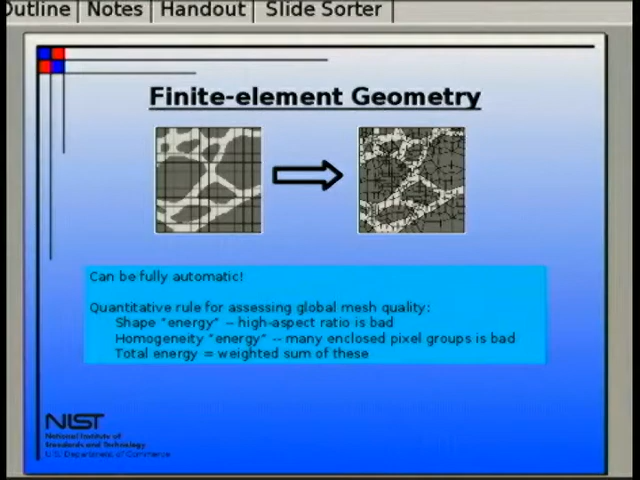 Outline Notes Handout Slide Sorter
Finite-element Geometry
Can be fully automatic!
Quantitative rule for assessing global mesh quality:
Shape "energy" -- high-aspect ratio is bad
Homogeneity "energy" -- many enclosed pixel groups is bad
Total energy = weighted sum of these
NIST
National Institute of
Standards and Technology
U.S. Department of Commerce